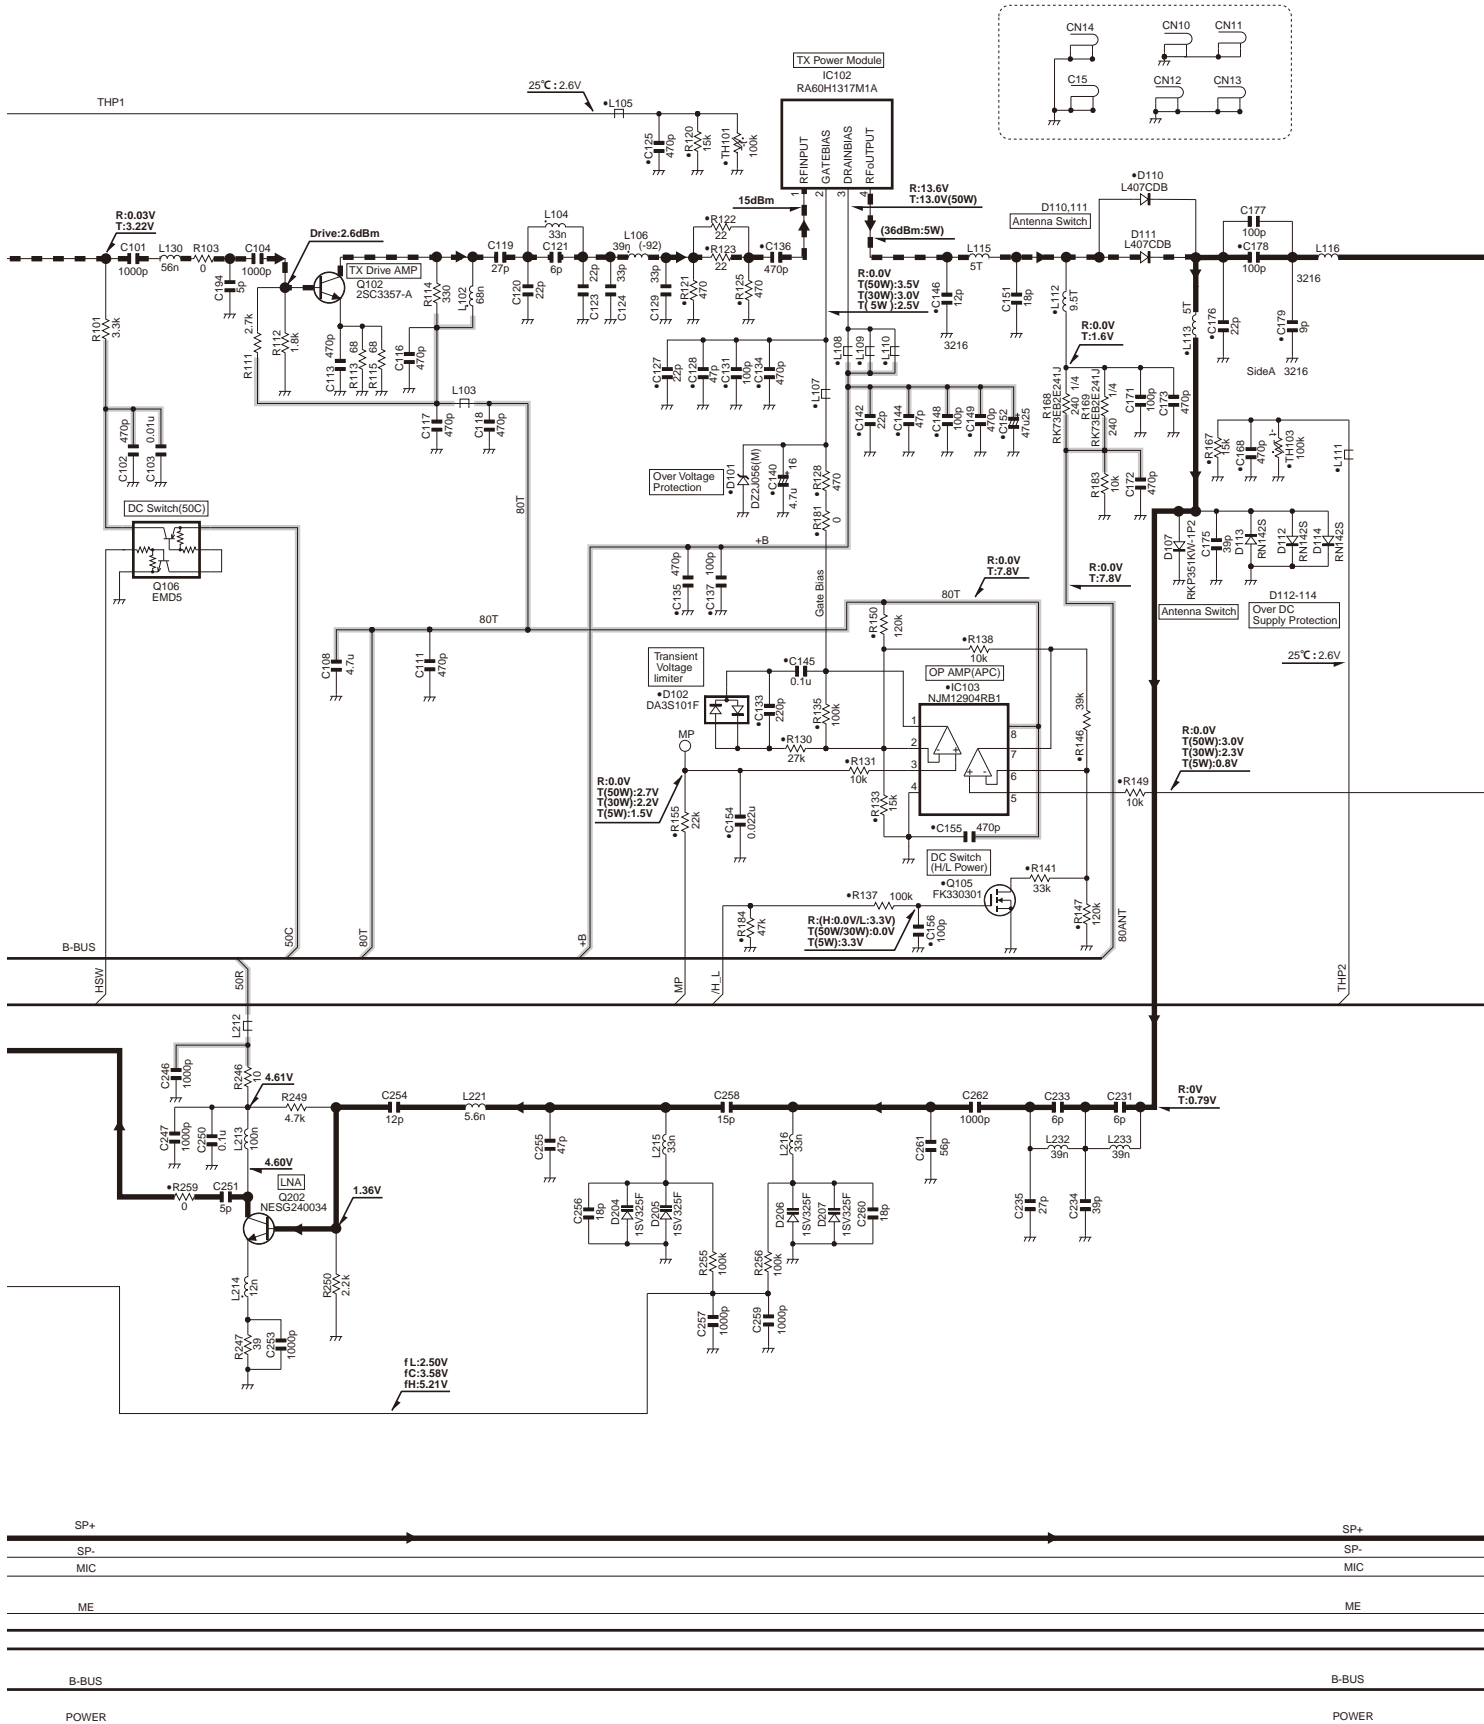 CN14
CN10
CN11
C15
CN12
CN13
TX Power Module
IC102
RA60H1317M1A
25℃ : 2.6V
THP1
•L105
•C125
470p
•R120
15k
•TH101
100k
RFINPUT
GATEBIAS
DRAINBIAS
RFoUTPUT
1
2
3
4
15dBm
R:13.6V
T:13.0V(50W)
(36dBm:5W)
•D110
L407CDB
D110,111
Antenna Switch
D111
L407CDB
C177
100p
•C178
100p
L116
3216
R:0.03V
T:3.22V
C101
1000p
L130
56n
R103
0
C104
1000p
Drive:2.6dBm
TX Drive AMP
Q102
2SC3357-A
C194
5p
R101
3.3k
2.7k
R111
R112
1.8k
470p
C113
68
R113
68
R115
C116
470p
R114
330
L102
68n
C119
27p
L104
33n
C121
6p
C120
22p
22p
C123
33p
C124
L106
39n (-92)
33p
C129
•R121
470
•R122
22
•R123
22
•R125
470
•C136
470p
R:0.0V
T(50W):3.5V
T(30W):3.0V
T( 5W ):2.5V
•C146
12p
3216
L115
5T
C151
18p
•L112
9.5T
R:0.0V
T:1.6V
5T
•L113
•C176
22p
•C179
9p
SideA 3216
L103
C117
470p
C118
470p
•C127
22p
•C128
47p
•C131
100p
•C134
470p
•L107
•L108
•L109
•L110
•C142
22p
•C144
47p
•C148
100p
•C149
470p
•C152
47u25
R168
RK73EB2E241J
240 1/4
R169
RK73EB2E241J
1/4
240
C171
100p
C173
470p
R183
10k
C172
470p
•R167
15k
•C168
470p
•TH103
100k
•L111
470p
C102
0.01u
C103
DC Switch(50C)
Q106
EMD5
Over Voltage
Protection
•D101
DZ2J056(M)
•C140
4.7u 16
•R128
470
•R181
0
80T
+B
470p
•C135
100p
•C137
Gate Bias
R:0.0V
T:7.8V
80T
R:0.0V
T:7.8V
D107
RKP351KW-1P2
Antenna Switch
C175
39p
D113
RN142S
D112
RN142S
D114
RN142S
D112-114
Over DC
Supply Protection
25℃ : 2.6V
80T
C108
4.7u
C111
470p
Transient
Voltage
limiter
•D102
DA3S101F
•C145
0.1u
•C133
220p
•R135
100k
•R150
120k
•R138
10k
OP AMP(APC)
•IC103
NJM12904RB1
1
2
3
4
8
7
6
5
39k
•R146
MP
•R130
27k
•R131
10k
R:0.0V
T(50W):2.7V
T(30W):2.2V
T(5W):1.5V
•R155
22k
•C154
0.022u
•R133
15k
•C155
470p
•R149
10k
R:0.0V
T(50W):3.0V
T(30W):2.3V
T(5W):0.8V
DC Switch
(H/L Power)
•Q105
FK330301
•R141
33k
•R137 100k
R:(H:0.0V/L:3.3V)
T(50W/30W):0.0V
T(5W):3.3V
•R184
47k
•C156
100p
•R147
120k
80ANT
B-BUS
50C
80T
+B
HSW
50R
MP
/H_L
THP2
L212
C246
1000p
R246
10
4.61V
R249
4.7k
C254
12p
L221
5.6n
C258
15p
C262
1000p
C233
6p
C231
6p
R:0V
T:0.79V
C247
1000p
C250
0.1u
L213
100n
C255
47p
L215
33n
L216
33n
C261
56p
L232
39n
L233
39n
4.60V
LNA
Q202
NESG240034
•R259
0
C251
5p
1.36V
C256
18p
D204
1SV325F
D205
1SV325F
D206
1SV325F
D207
1SV325F
C260
18p
C235
27p
C234
39p
L214
12n
R250
2.2k
R255
100k
R256
100k
R247
39
C253
1000p
C257
1000p
C259
1000p
fL:2.50V
fC:3.58V
fH:5.21V
SP+
SP+
SP-
SP-
MIC
MIC
ME
ME
B-BUS
B-BUS
POWER
POWER